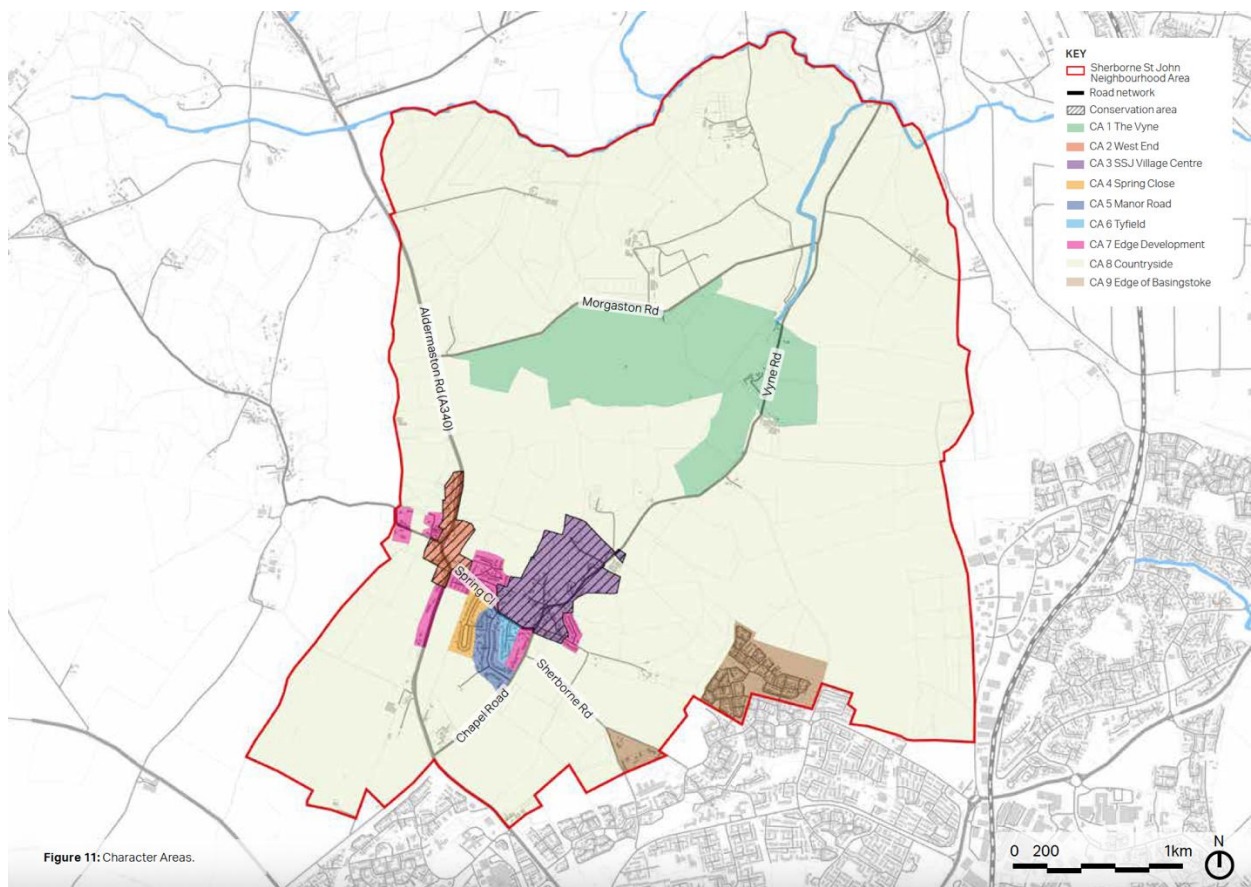 KEY
Sherborne St John
Neighbourhood Area
Road network
Conservation area
CA 1 The Vyne
CA 2 West End
CA 3 SSJ Village Centre
CA 4 Spring Close
CA 5 Manor Road
CA 6 Tyfield
CA 7 Edge Development
CA 8 Countryside
CA 9 Edge of Basingstoke
Morgaston Rd
Aldermaston Rd (A340)
Vyne Rd
Spring Cl
Sherborne Rd
Chapel Road
Figure 11: Character Areas.
0 200 1km
N